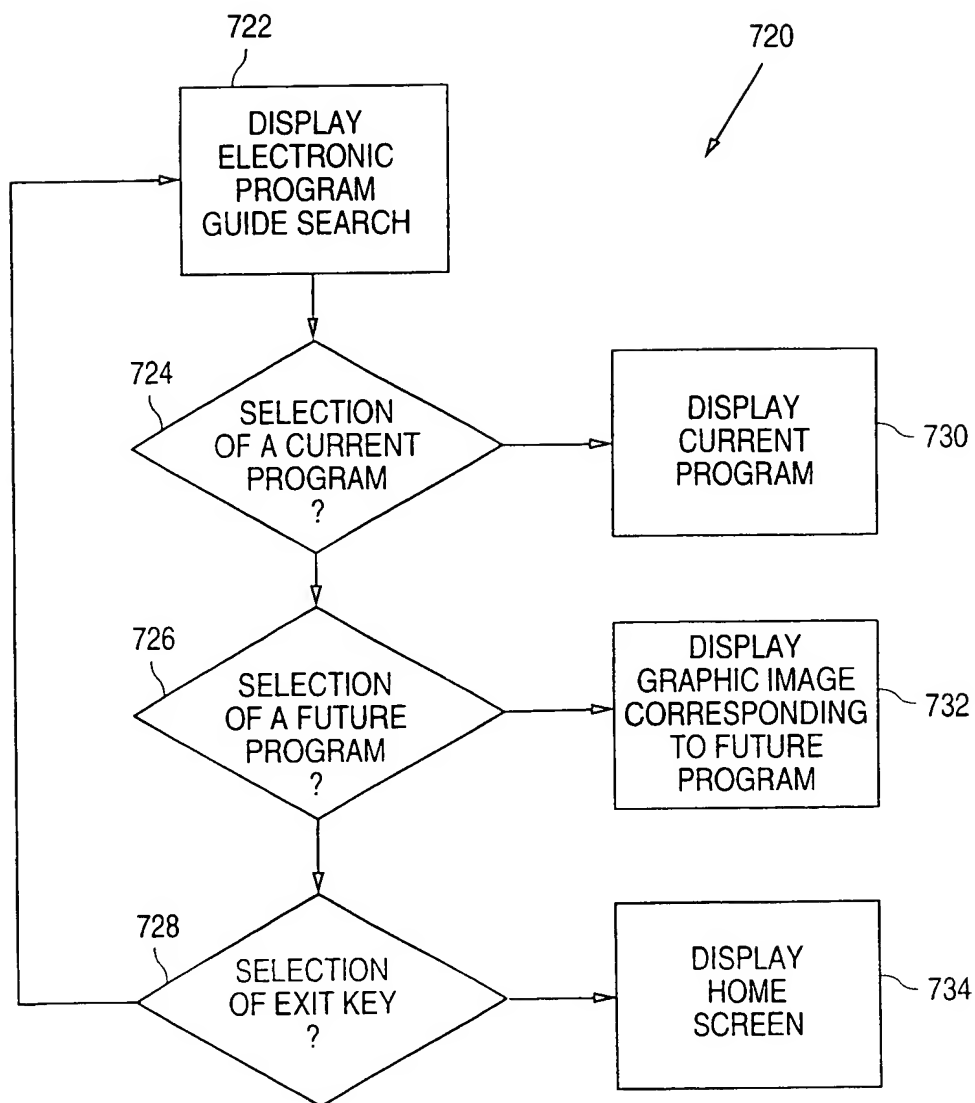 722
720
DISPLAY
ELECTRONIC
PROGRAM
GUIDE SEARCH
724
SELECTION
OF A CURRENT
PROGRAM
?
DISPLAY
CURRENT
PROGRAM
730
726
SELECTION
OF A FUTURE
PROGRAM
?
DISPLAY
GRAPHIC IMAGE
CORRESPONDING
TO FUTURE
PROGRAM
732
728
SELECTION
OF EXIT KEY
?
DISPLAY
HOME
SCREEN
734